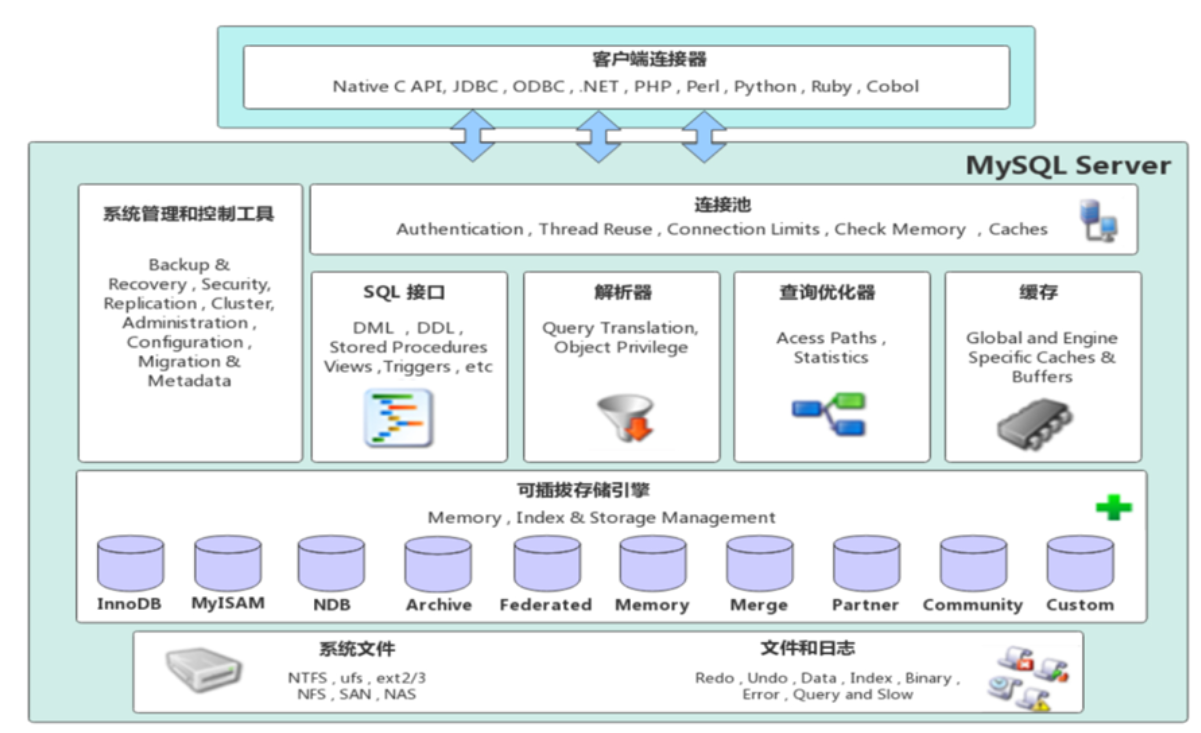 客户端连接器
Native C API, JDBC , ODBC , .NET , PHP , Perl , Python , Ruby , Cobol
MySQL Server
系统管理和控制工具
Backup &
Recovery , Security,
Replication , Cluster,
Administration ,
Configuration ,
Migration &
Metadata
连接池
Authentication , Thread Reuse , Connection Limits , Check Memory , Caches
SQL 接口
DML , DDL ,
Stored Procedures
Views ,Triggers , etc
解析器
Query Translation,
Object Privilege
查询优化器
Acess Paths ,
Statistics
缓存
Global and Engine
Specific Caches &
Buffers
可插拔存储引擎
Memory , Index & Storage Management
InnoDB
MyISAM
NDB
Archive
Federated
Memory
Merge
Partner
Community
Custom
系统文件
NTFS , ufs , ext2/3
NFS , SAN , NAS
文件和日志
Redo , Undo , Data , Index , Binary ,
Error , Query and Slow